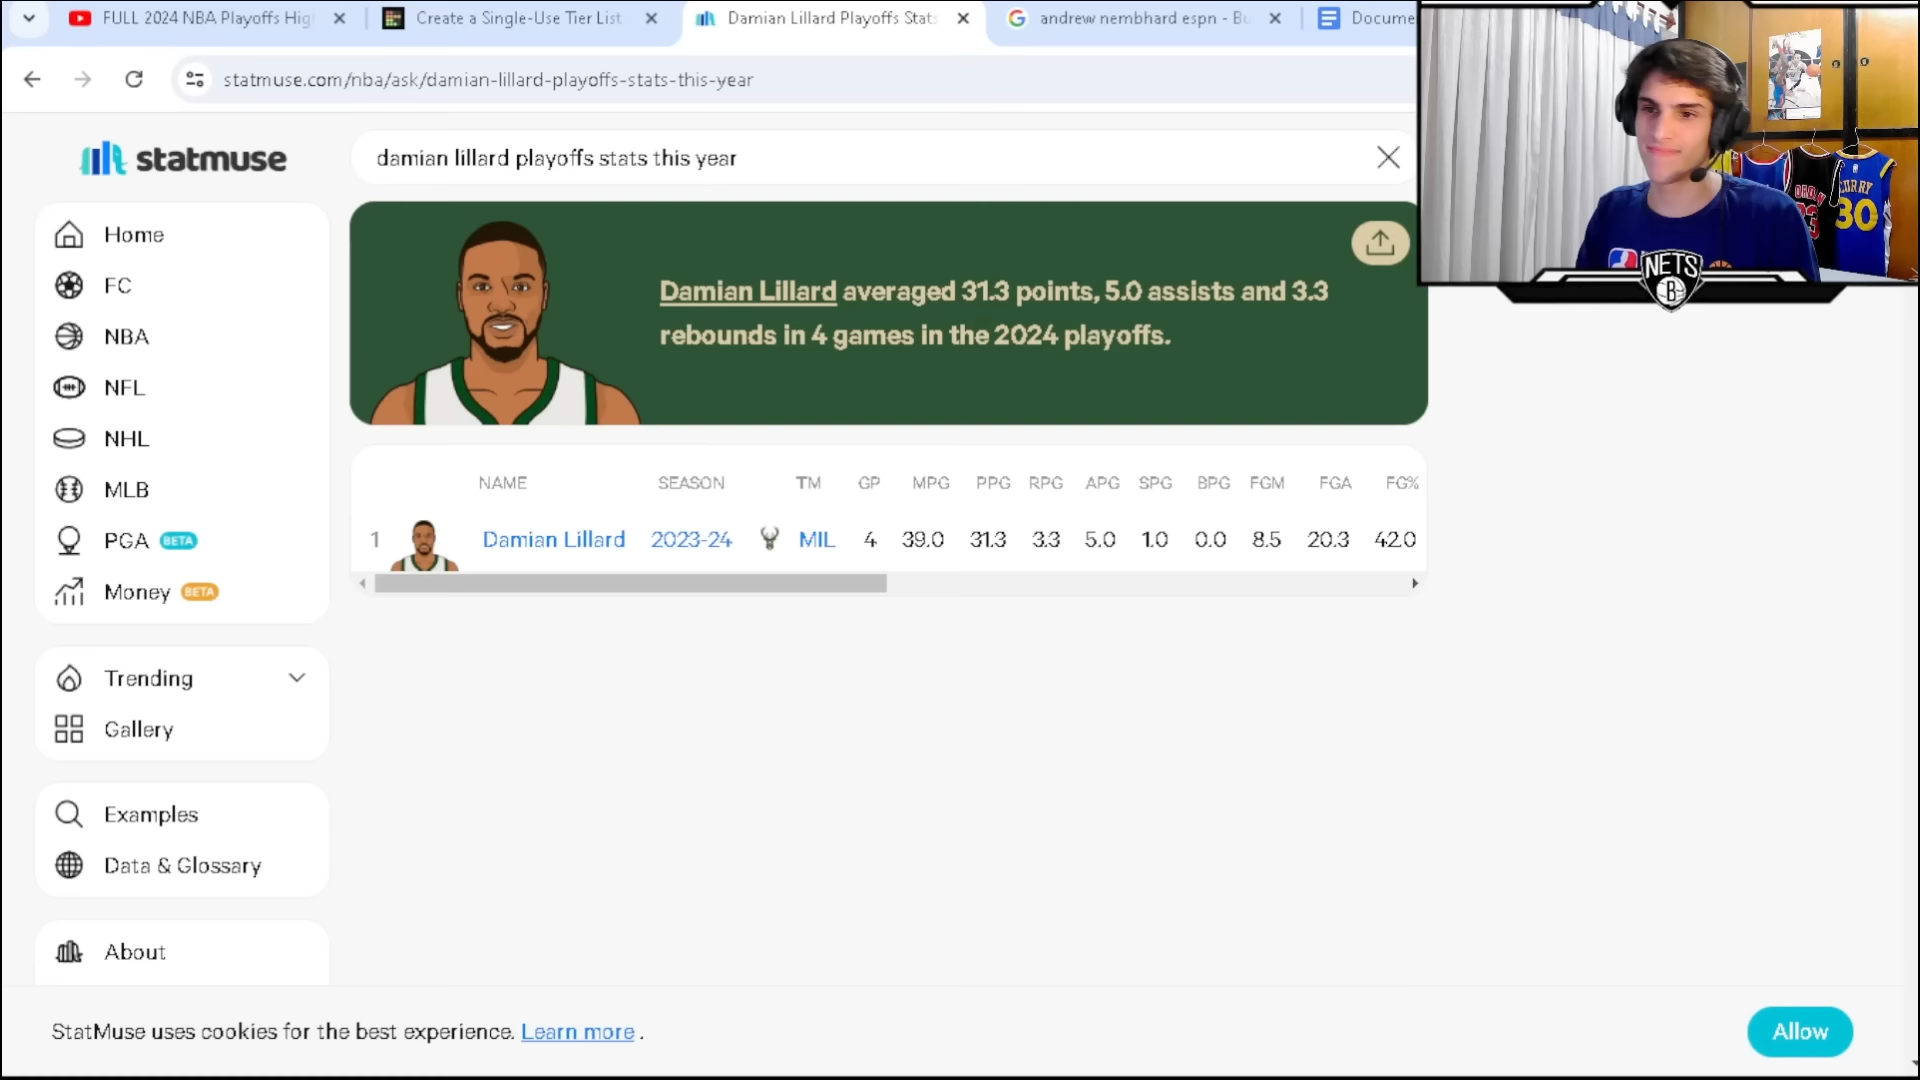 FULL 2024 NBA Playoffs Hig
Create a Single-Use Tier List
Damian Lillard Playoffs Stats
andrew nembhard espn - Bu
Docume
statmuse.com/nba/ask/damian-lillard-playoffs-stats-this-year
statmuse
damian lillard playoffs stats this year
Home
FC
NBA
NFL
NHL
MLB
PGA BETA
Money BETA
Trending
Gallery
Examples
Data & Glossary
About
Damian Lillard averaged 31.3 points, 5.0 assists and 3.3
rebounds in 4 games in the 2024 playoffs.
NAME SEASON TM GP MPG PPG RPG APG SPG BPG FGM FGA FG%
1 Damian Lillard 2023-24 MIL 4 39.0 31.3 3.3 5.0 1.0 0.0 8.5 20.3 42.0
StatMuse uses cookies for the best experience. Learn more .
Allow
NETS
B
CURRY
30